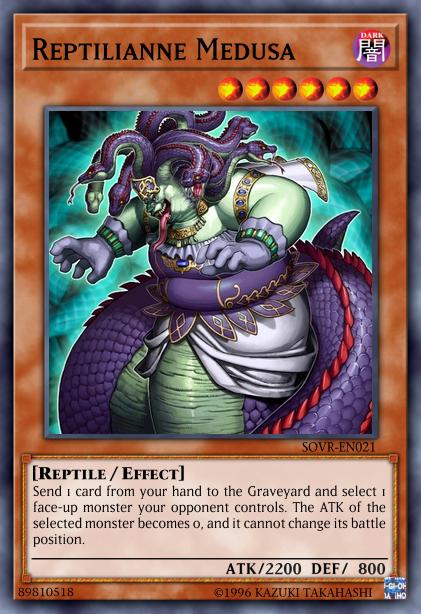 Reptilianne Medusa
DARK
闇
SOVR-EN021
[Reptile / Effect]
Send 1 card from your hand to the Graveyard and select 1
face-up monster your opponent controls. The ATK of the
selected monster becomes 0, and it cannot change its battle
position.
ATK/2200 DEF/ 800
89810518
©1996 KAZUKI TAKAHASHI